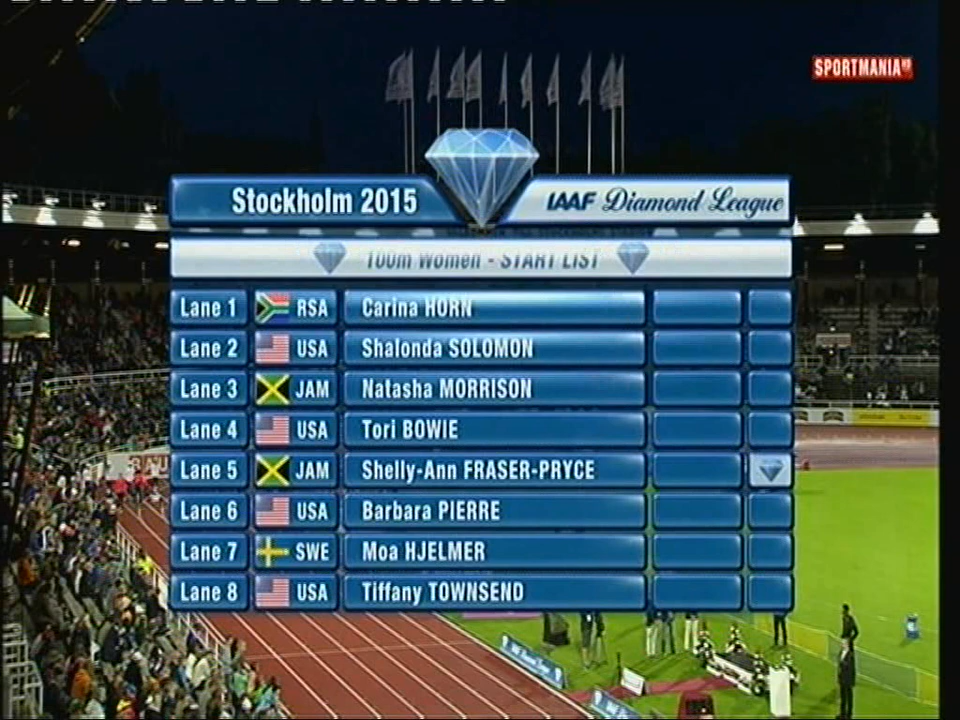 SPORTMANIA
Stockholm 2015
IAAF Diamond League
100m Women - START LIST
Lane 1 RSA Carina HORN
Lane 2 USA Shalonda SOLOMON
Lane 3 JAM Natasha MORRISON
Lane 4 USA Tori BOWIE
Lane 5 JAM Shelly-Ann FRASER-PRYCE
Lane 6 USA Barbara PIERRE
Lane 7 SWE Moa HJELMER
Lane 8 USA Tiffany TOWNSEND